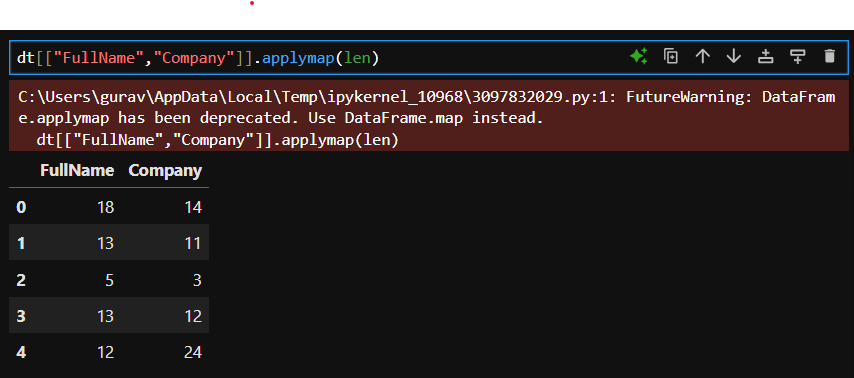 dt[["FullName","Company"]].applymap(len)
C:\Users\gurav\AppData\Local\Temp\ipykernel_10968\3097832029.py:1: FutureWarning: DataFram
e.applymap has been deprecated. Use DataFrame.map instead.
  dt[["FullName","Company"]].applymap(len)
FullName Company
0 18 14
1 13 11
2 5 3
3 13 12
4 12 24